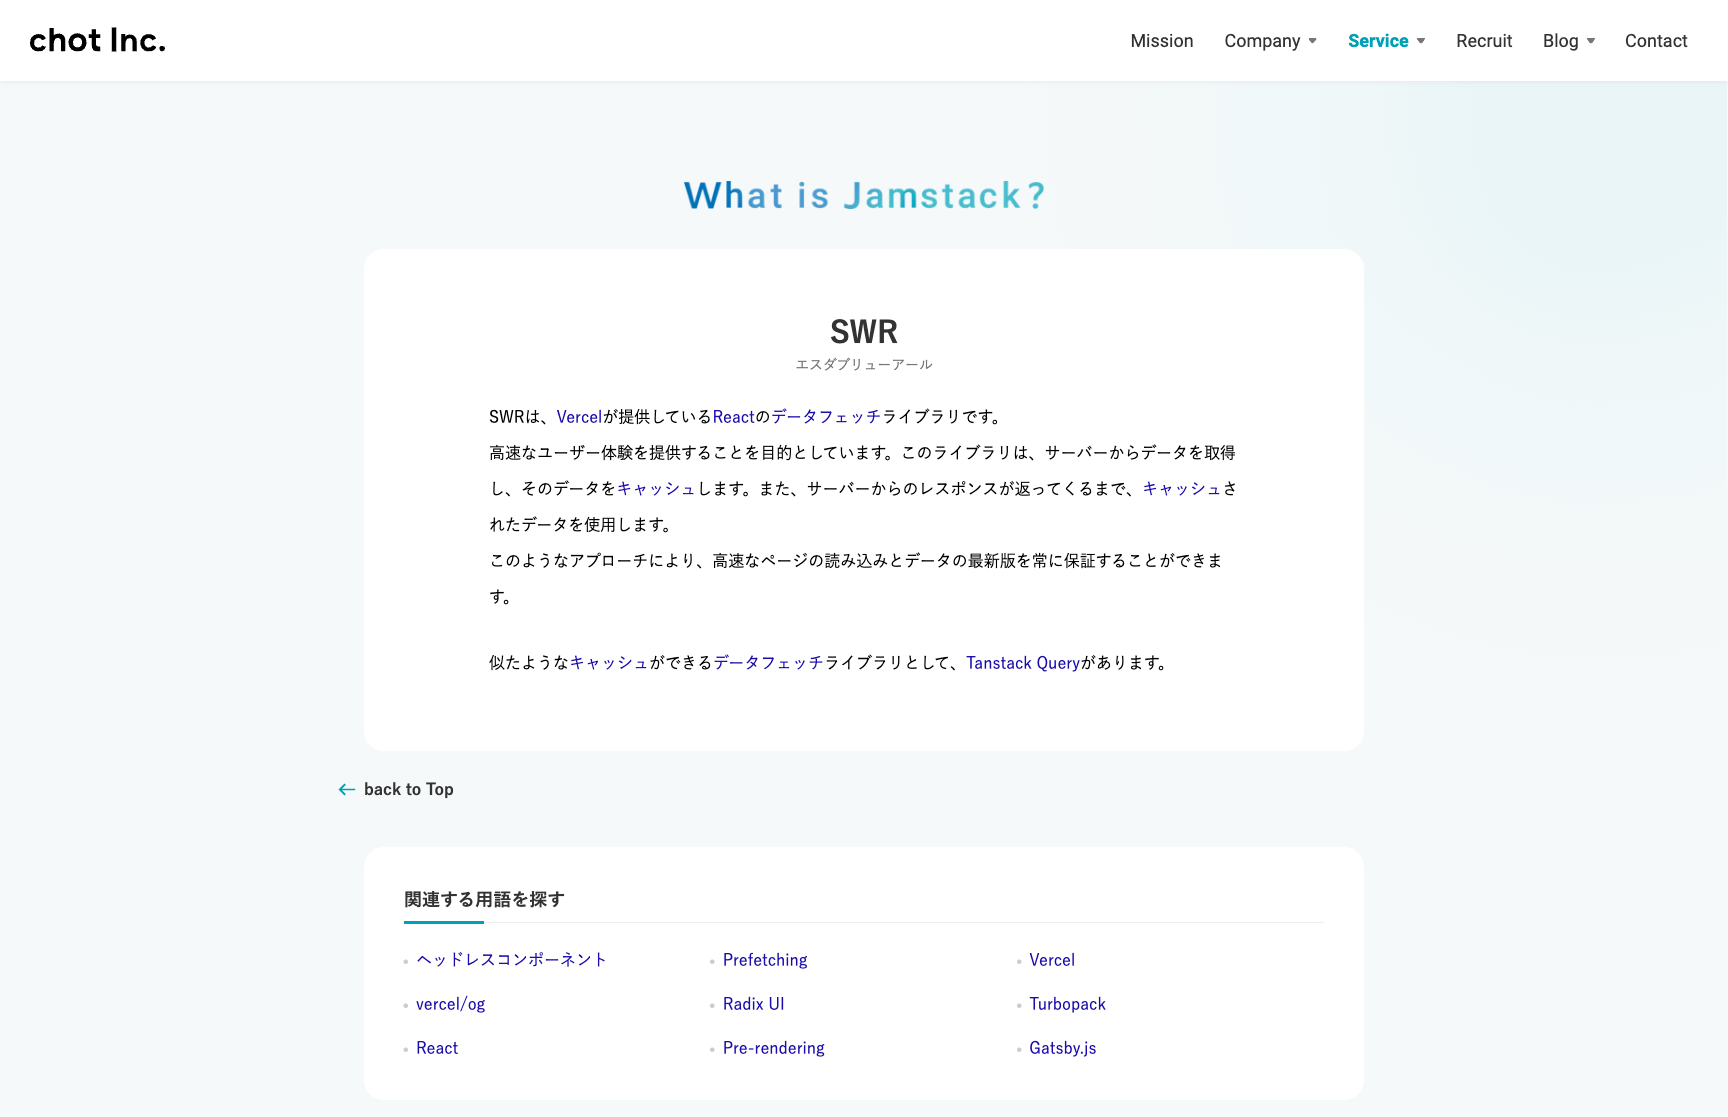 chot Inc.
Mission Company Service Recruit Blog Contact
What is Jamstack?
SWR
エスダブリューアール
SWRは、Vercelが提供しているReactのデータフェッチライブラリです。
高速なユーザー体験を提供することを目的としています。このライブラリは、サーバーからデータを取得
し、そのデータをキャッシュします。また、サーバーからのレスポンスが返ってくるまで、キャッシュさ
れたデータを使用します。
このようなアプローチにより、高速なページの読み込みとデータの最新版を常に保証することができま
す。
似たようなキャッシュができるデータフェッチライブラリとして、Tanstack Queryがあります。
back to Top
関連する用語を探す
ヘッドレスコンポーネント Prefetching Vercel
vercel/og Radix UI Turbopack
React Pre-rendering Gatsby.js